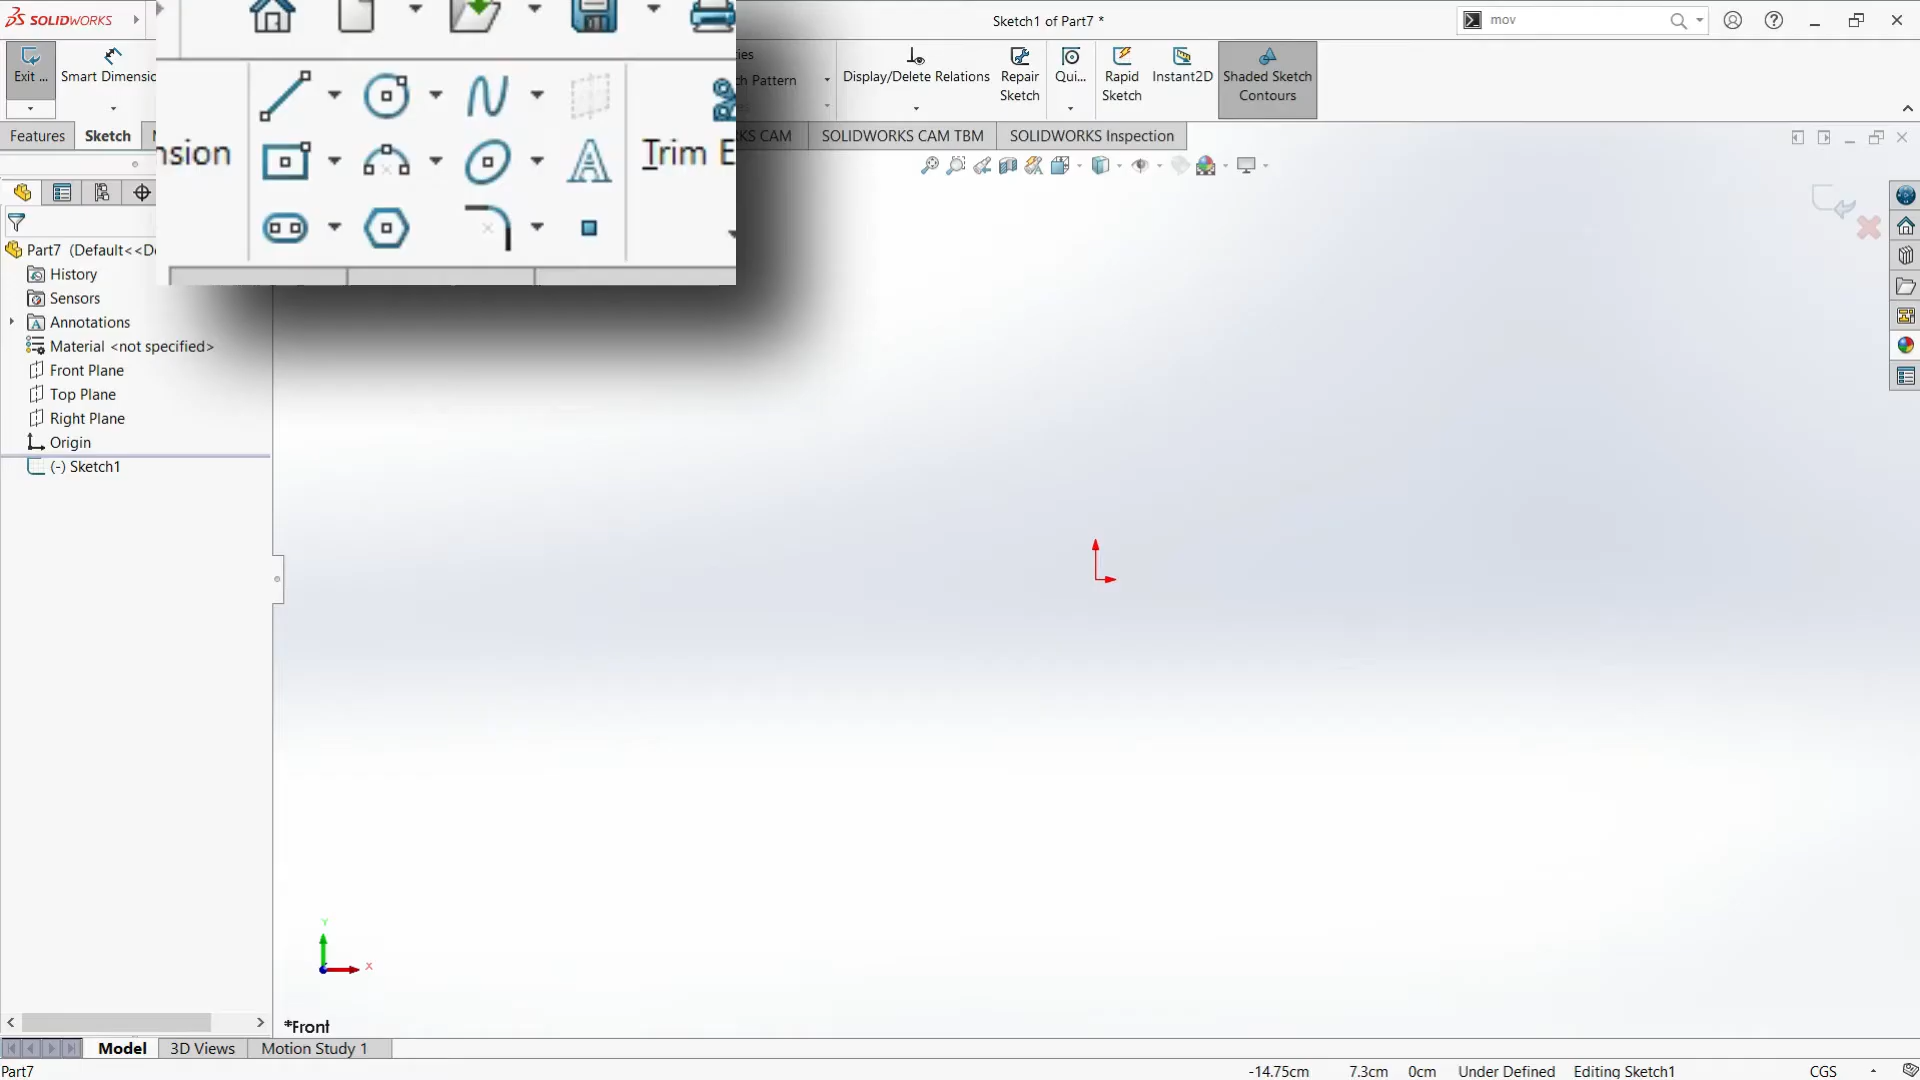 SOLIDWORKS
Sketch1 of Part7 *
mov
Exit ...
Smart Dimensio
ies
ch Pattern
Display/Delete Relations
Repair
Sketch
Qui...
Rapid
Sketch
Instant2D
Shaded Sketch
Contours
nsion
Trim E
Features
Sketch
KS CAM
SOLIDWORKS CAM TBM
SOLIDWORKS Inspection
Part7 (Default<<D
History
Sensors
Annotations
Material <not specified>
Front Plane
Top Plane
Right Plane
Origin
(-) Sketch1
Y
X
*Front
Model
3D Views
Motion Study 1
Part7
-14.75cm
7.3cm
0cm
Under Defined
Editing Sketch1
CGS